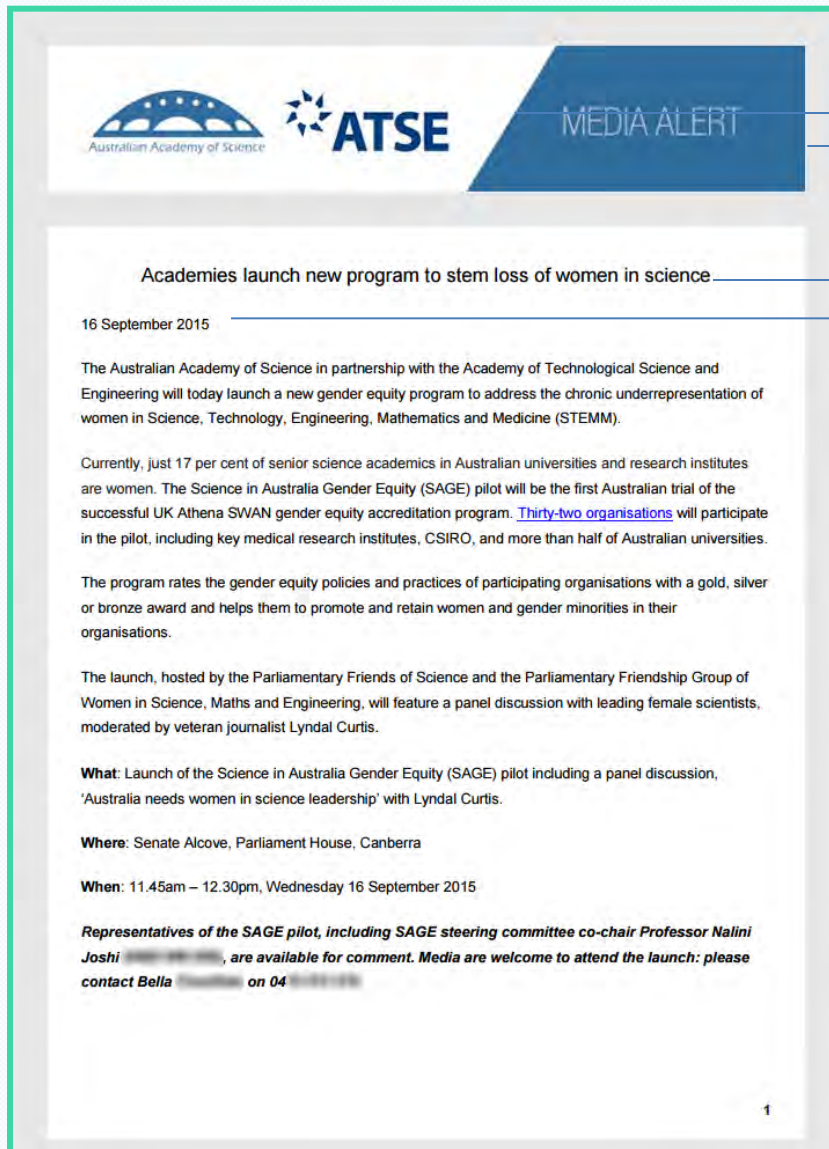 Australian Academy of Science
ATSE
MEDIA ALERT
Academies launch new program to stem loss of women in science
16 September 2015
The Australian Academy of Science in partnership with the Academy of Technological Science and
Engineering will today launch a new gender equity program to address the chronic underrepresentation of
women in Science, Technology, Engineering, Mathematics and Medicine (STEMM).
Currently, just 17 per cent of senior science academics in Australian universities and research institutes
are women. The Science in Australia Gender Equity (SAGE) pilot will be the first Australian trial of the
successful UK Athena SWAN gender equity accreditation program. Thirty-two organisations will participate
in the pilot, including key medical research institutes, CSIRO, and more than half of Australian universities.
The program rates the gender equity policies and practices of participating organisations with a gold, silver
or bronze award and helps them to promote and retain women and gender minorities in their
organisations.
The launch, hosted by the Parliamentary Friends of Science and the Parliamentary Friendship Group of
Women in Science, Maths and Engineering, will feature a panel discussion with leading female scientists,
moderated by veteran journalist Lyndal Curtis.
What: Launch of the Science in Australia Gender Equity (SAGE) pilot including a panel discussion,
‘Australia needs women in science leadership’ with Lyndal Curtis.
Where: Senate Alcove, Parliament House, Canberra
When: 11.45am – 12.30pm, Wednesday 16 September 2015
Representatives of the SAGE pilot, including SAGE steering committee co-chair Professor Nalini
Joshi , are available for comment. Media are welcome to attend the launch: please
contact Bella on 04
1